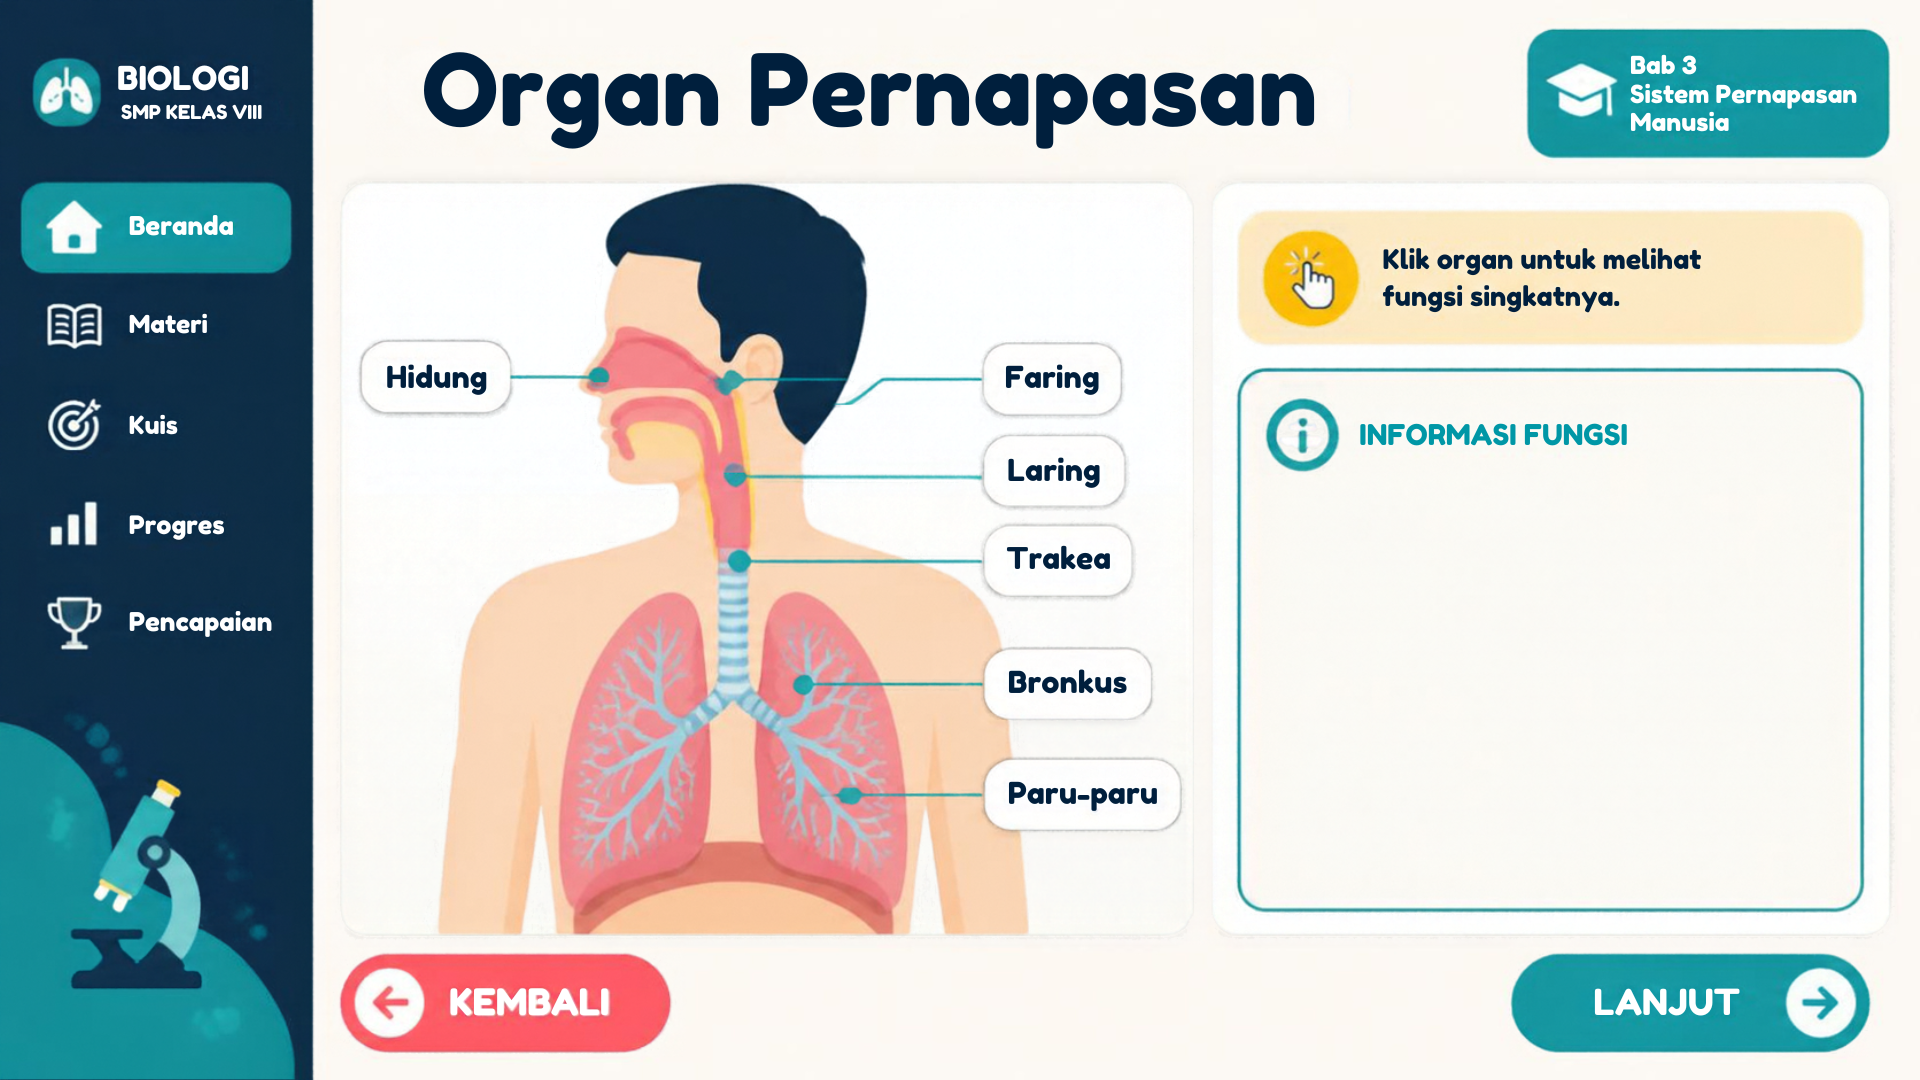 BIOLOGI
SMP KELAS VIII
Organ Pernapasan
Bab 3
Sistem Pernapasan
Manusia
Beranda
Materi
Kuis
Progres
Pencapaian
Hidung
Faring
Laring
Trakea
Bronkus
Paru-paru
Klik organ untuk melihat
fungsi singkatnya.
INFORMASI FUNGSI
KEMBALI
LANJUT